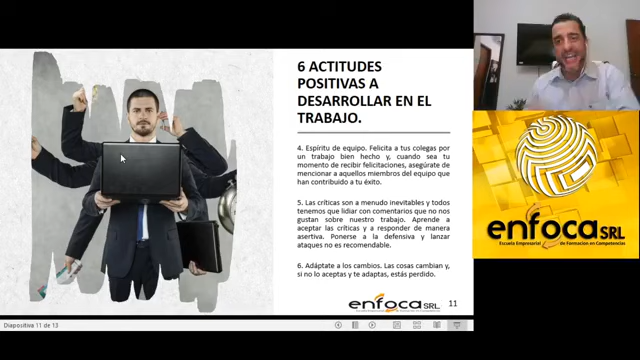 6 ACTITUDES
POSITIVAS A
DESARROLLAR EN EL
TRABAJO.
4. Espíritu de equipo. Felicita a tus colegas por
un trabajo bien hecho y, cuando sea tu
momento de recibir felicitaciones, asegúrate de
mencionar a aquellos miembros del equipo que
han contribuido a tu éxito.
5. Las críticas son a menudo inevitables y todos
tenemos que lidiar con comentarios que no nos
gustan sobre nuestro trabajo. Aprende a
aceptar las críticas y a responder de manera
asertiva. Ponerse a la defensiva y lanzar
ataques no es recomendable.
6. Adáptate a los cambios. Las cosas cambian y,
si no lo aceptas y te adaptas, estás perdido.
enfoca SRL
11
Diapositiva 11 de 13
enfoca SRL
Escuela Empresarial de Formación en Competencias